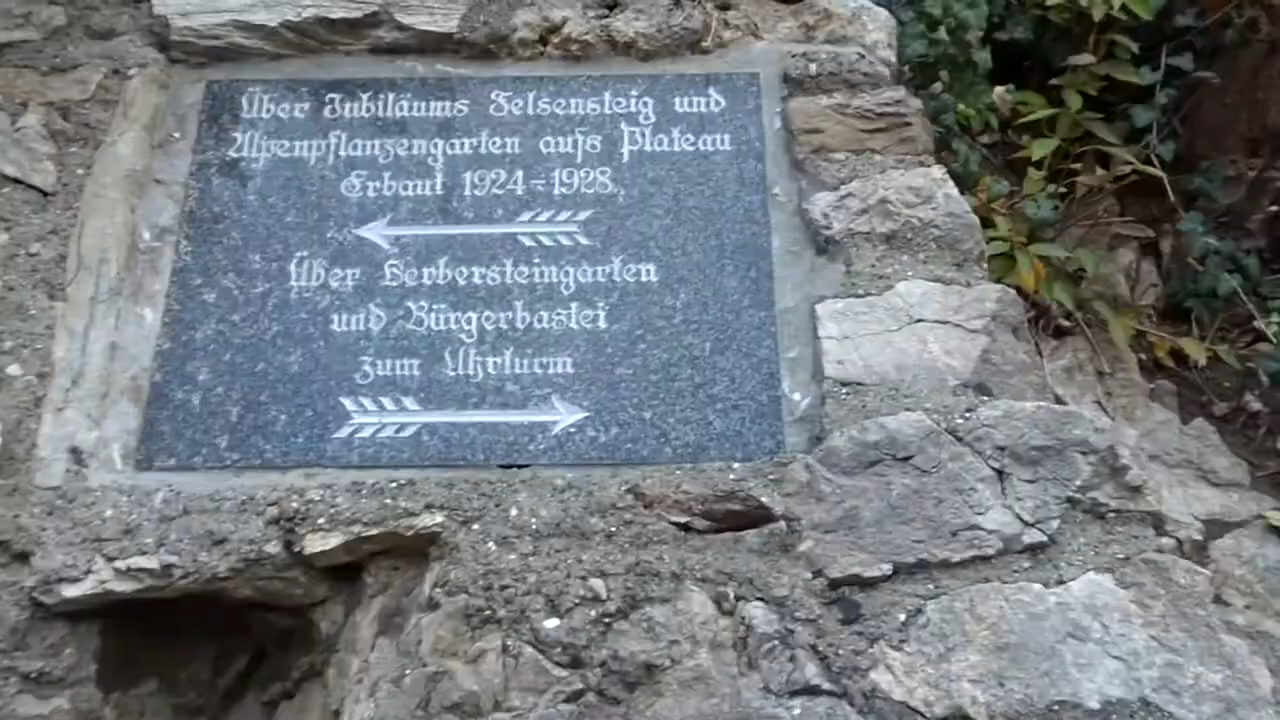 Über Jubiläums Felsensteig und
Alpenpflanzengarten aufs Plateau
Erbaut 1924-1928.
Über Herbersteingarten
und Bürgerbastei
zum Uhrturm